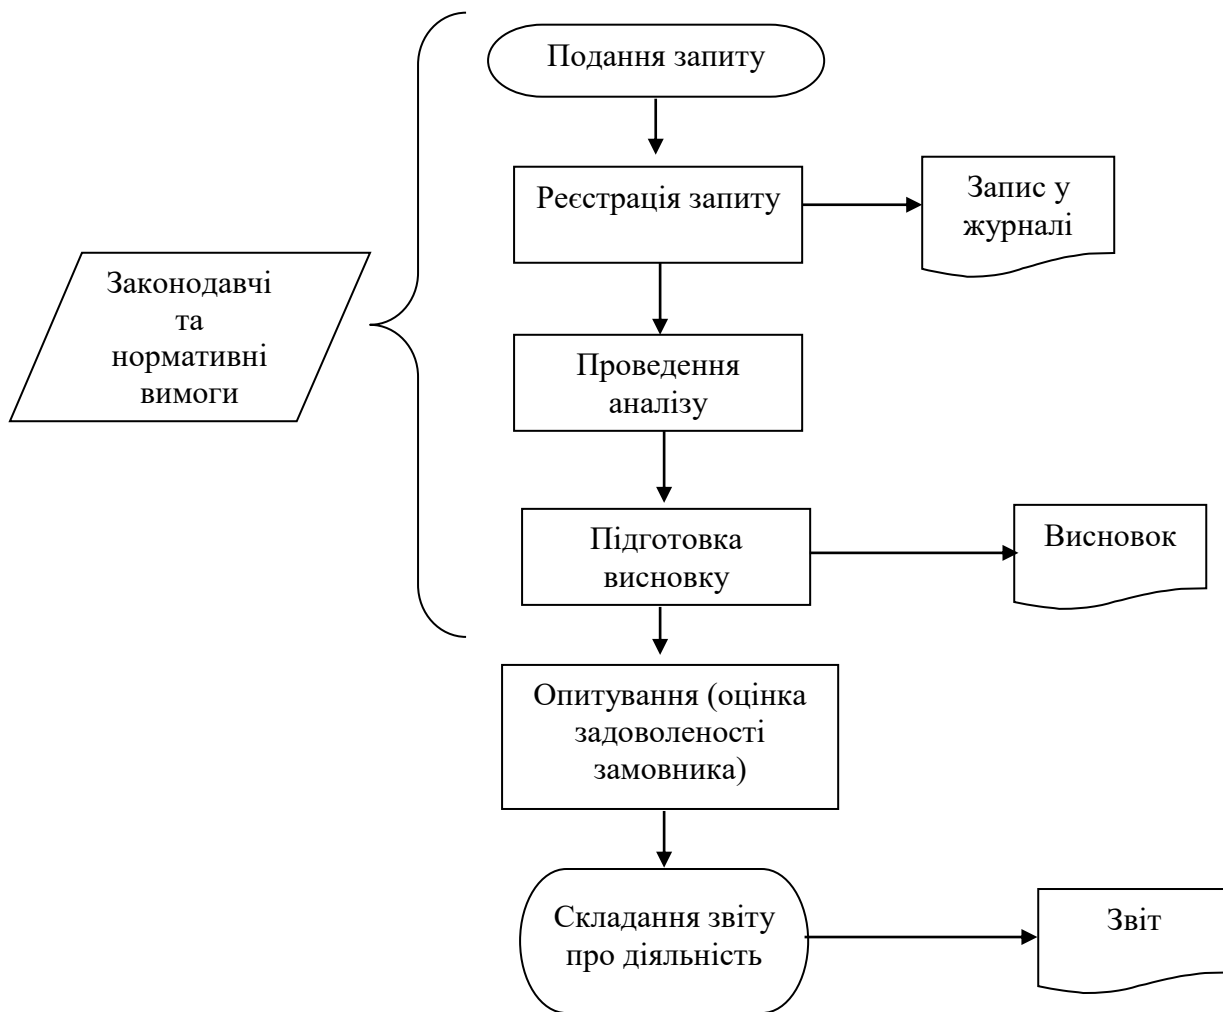 Подання запиту
Реєстрація запиту
Запис у
журналі
Законодавчі
та
нормативні
вимоги
Проведення
аналізу
Підготовка
висновку
Висновок
Опитування (оцінка
задоволеності
замовника)
Складання звіту
про діяльність
Звіт